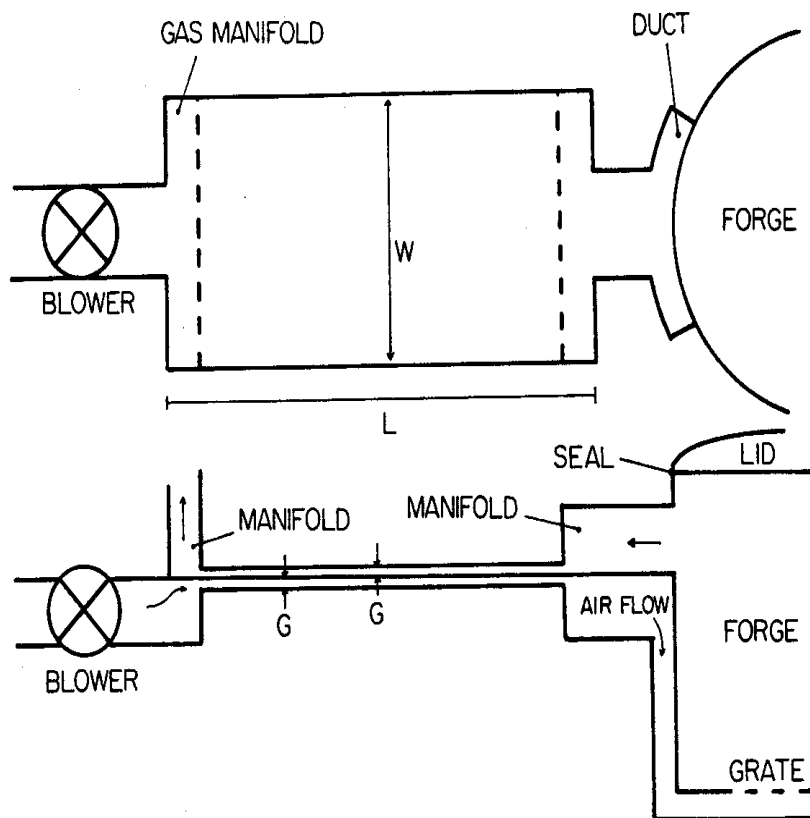 GAS MANIFOLD
DUCT
FORGE
W
BLOWER
L
LID
SEAL
MANIFOLD
MANIFOLD
G
G
AIR FLOW
FORGE
BLOWER
GRATE